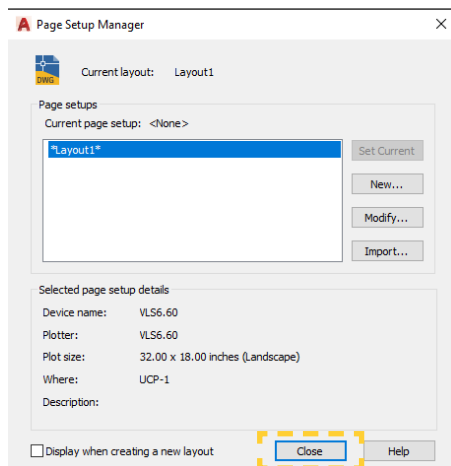 Page Setup Manager
DWG
Current layout: Layout1
Page setups
Current page setup: <None>
*Layout1*
Set Current
New...
Modify...
Import...
Selected page setup details
Device name: VLS6.60
Plotter: VLS6.60
Plot size: 32.00 x 18.00 inches (Landscape)
Where: UCP-1
Description:
Display when creating a new layout Close Help